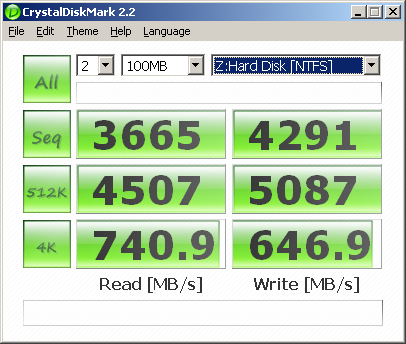 CrystalDiskMark 2.2
File Edit Theme Help Language
All 2 100MB Z:Hard Disk [NTFS]
Seq 3665 4291
512K 4507 5087
4K 740.9 646.9
Read [MB/s] Write [MB/s]